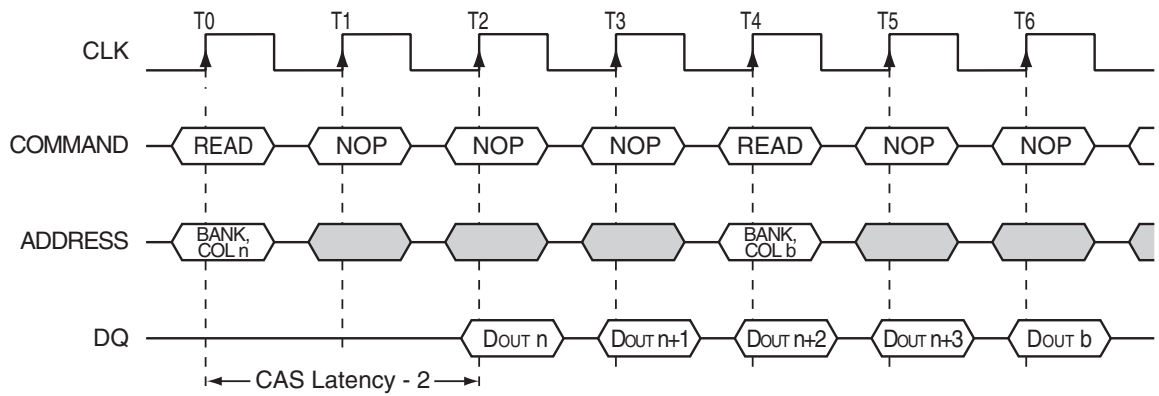 T0 T1 T2 T3 T4 T5 T6
CLK
COMMAND READ NOP NOP NOP READ NOP NOP
ADDRESS BANK, COL n BANK, COL b
DQ DOUT n DOUT n+1 DOUT n+2 DOUT n+3 DOUT b
CAS Latency - 2